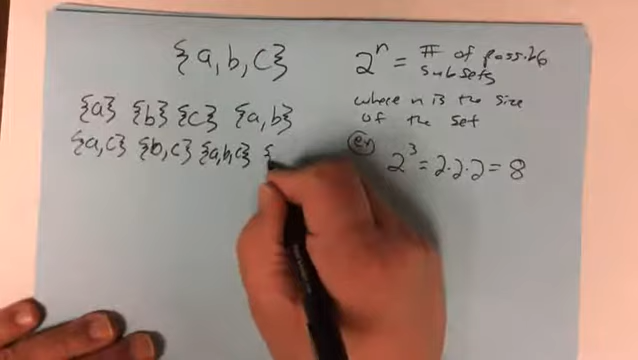 {a,b,c}
{a} {b} {c} {a,b}
{a,c} {b,c} {a,b,c} {
2ⁿ = # of possible
subsets
where n is the size
of the set
ex 2³ = 2·2·2 = 8